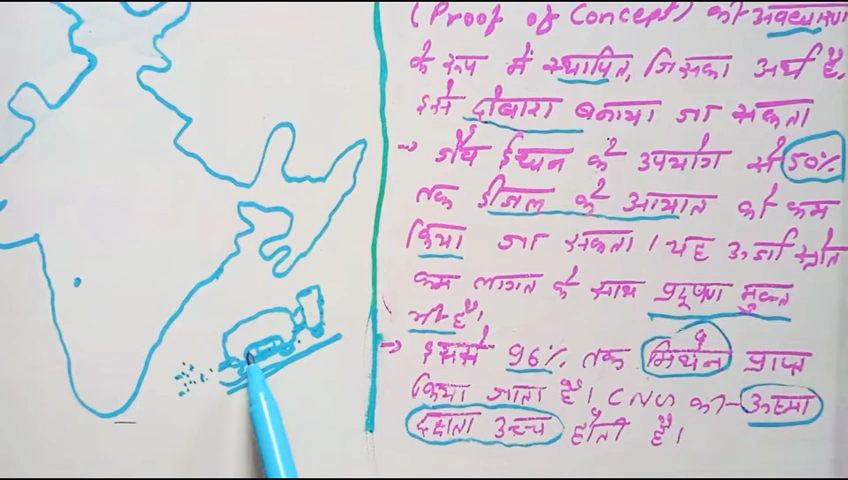 (Proof of Concept) की अवधारणा
के रूप में स्थापित, जिसका अर्थ है,
इसे दोबारा बनाया जा सकता
→ जैव ईंधन के उपयोग से 50%
तक डीजल के आयात को कम
किया जा सकता। यह ऊर्जा स्रोत
कम लागत के साथ प्रदूषण मुक्त
भी है।
→ इससे 96% तक मिथेन प्राप्त
किया जाता है। CNG की ऊष्मा
दक्षता उच्च होती है।